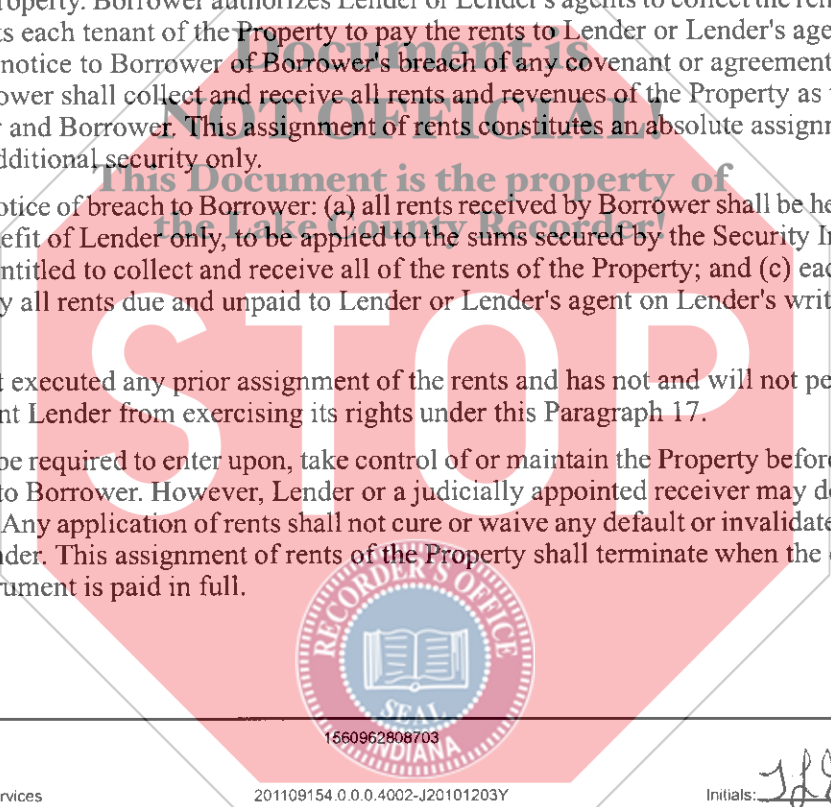 roperty. Borrower authorizes Lender or Lender's agents to collect the ren
ts each tenant of the Property to pay the rents to Lender or Lender's age
notice to Borrower of Borrower's breach of any covenant or agreement
ower shall collect and receive all rents and revenues of the Property as
r and Borrower. This assignment of rents constitutes an absolute assignm
dditional security only.
otice of breach to Borrower: (a) all rents received by Borrower shall be he
efit of Lender only, to be applied to the sums secured by the Security In
ntitled to collect and receive all of the rents of the Property; and (c) eac
y all rents due and unpaid to Lender or Lender's agent on Lender's writ
t executed any prior assignment of the rents and has not and will not pe
nt Lender from exercising its rights under this Paragraph 17.
be required to enter upon, take control of or maintain the Property before
to Borrower. However, Lender or a judicially appointed receiver may do
Any application of rents shall not cure or waive any default or invalidate
nder. This assignment of rents of the Property shall terminate when the
rument is paid in full.
Document is
NOT OFFICIAL!
This Document is the property of
the Lake County Recorder!
STOP
RECORDER'S OFFICE
SEAL
INDIANA
1560962808703
rvices
201109154.0.0.0.4002-J20101203Y
Initials: